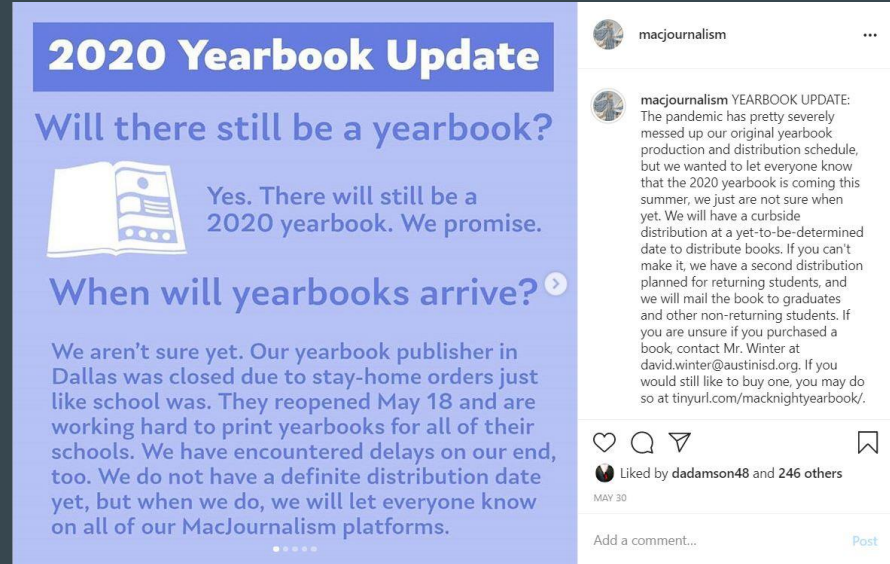 2020 Yearbook Update
Will there still be a yearbook?
Yes. There will still be a
2020 yearbook. We promise.
When will yearbooks arrive?
We aren't sure yet. Our yearbook publisher in
Dallas was closed due to stay-home orders just
like school was. They reopened May 18 and are
working hard to print yearbooks for all of their
schools. We have encountered delays on our end,
too. We do not have a definite distribution date
yet, but when we do, we will let everyone know
on all of our MacJournalism platforms.
macjournalism
macjournalism YEARBOOK UPDATE:
The pandemic has pretty severely
messed up our original yearbook
production and distribution schedule,
but we wanted to let everyone know
that the 2020 yearbook is coming this
summer, we just are not sure when
yet. We will have a curbside
distribution at a yet-to-be-determined
date to distribute books. If you can't
make it, we have a second distribution
planned for returning students, and
we will mail the book to graduates
and other non-returning students. If
you are unsure if you purchased a
book, contact Mr. Winter at
david.winter@austinisd.org. If you
would still like to buy one, you may do
so at tinyurl.com/macknightyearbook/.
Liked by dadamson48 and 246 others
MAY 30
Add a comment...
Post